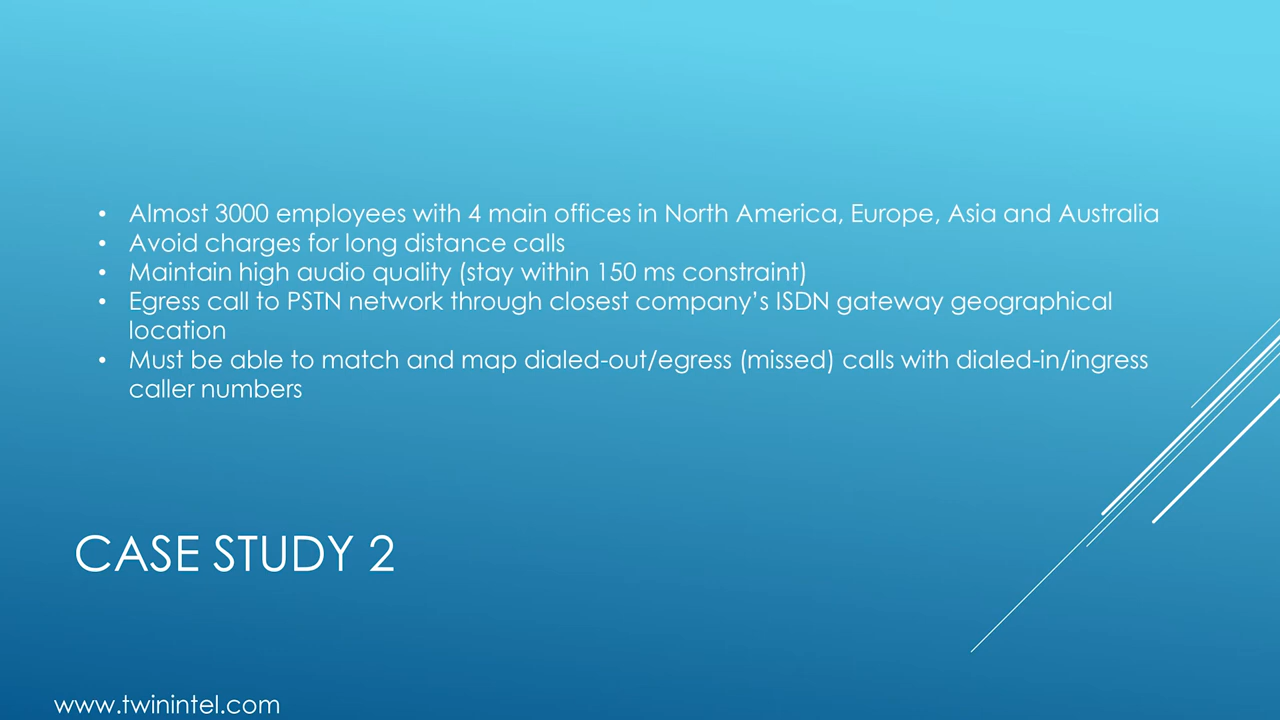 • Almost 3000 employees with 4 main offices in North America, Europe, Asia and Australia
• Avoid charges for long distance calls
• Maintain high audio quality (stay within 150 ms constraint)
• Egress call to PSTN network through closest company’s ISDN gateway geographical
location
• Must be able to match and map dialed-out/egress (missed) calls with dialed-in/ingress
caller numbers
CASE STUDY 2
www.twinintel.com